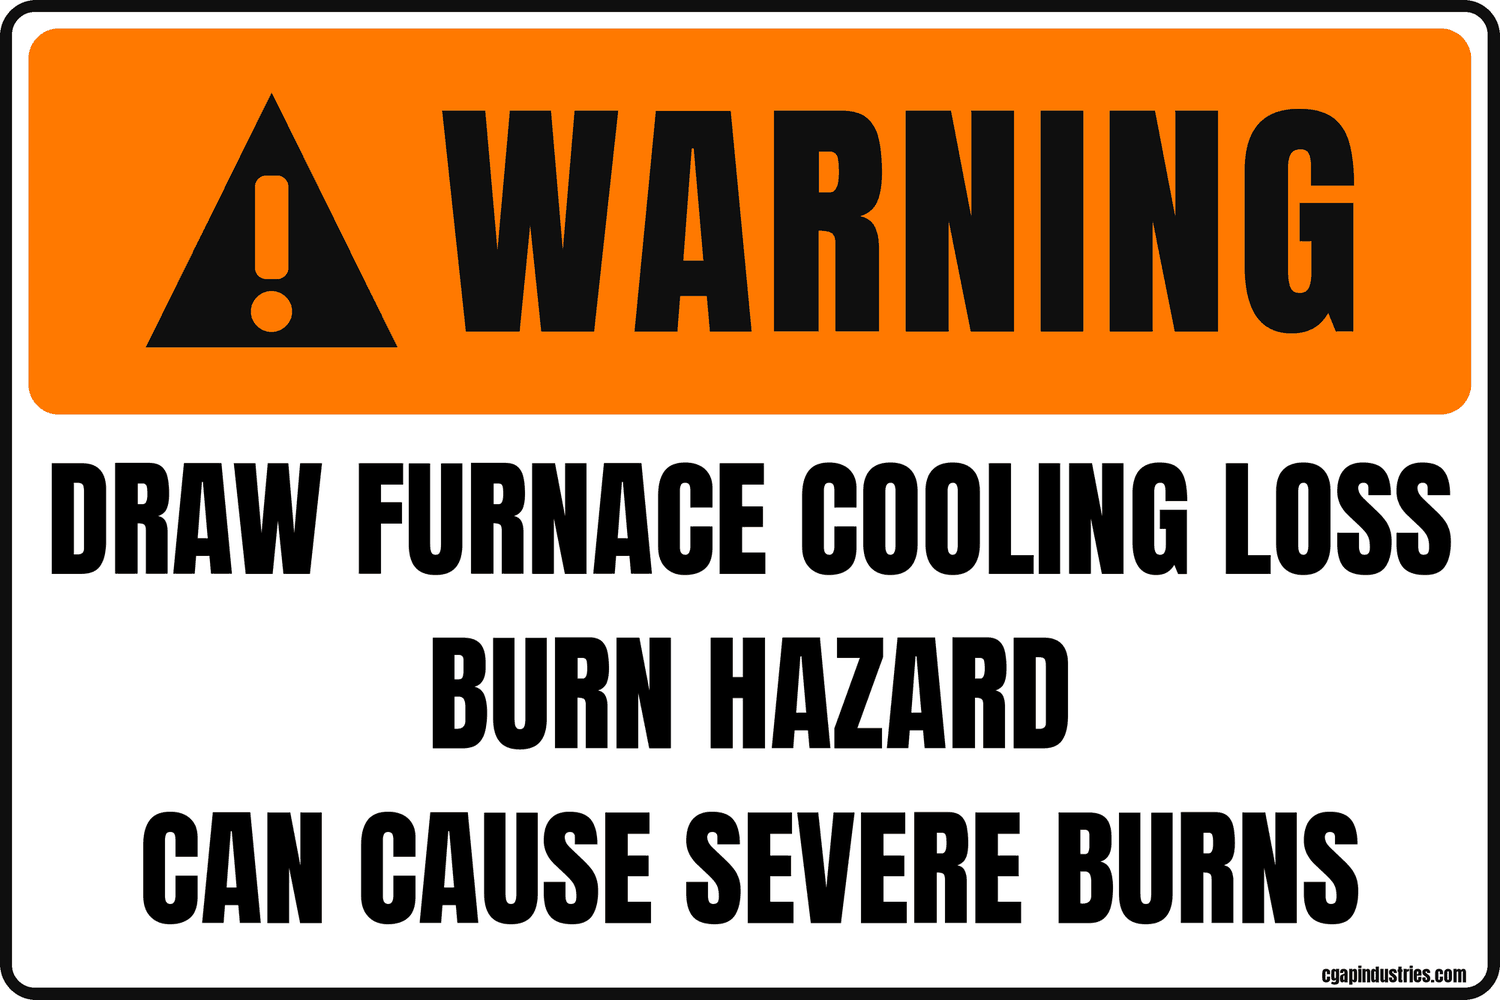 WARNING
DRAW FURNACE COOLING LOSS
BURN HAZARD
CAN CAUSE SEVERE BURNS
cgapindustries.com